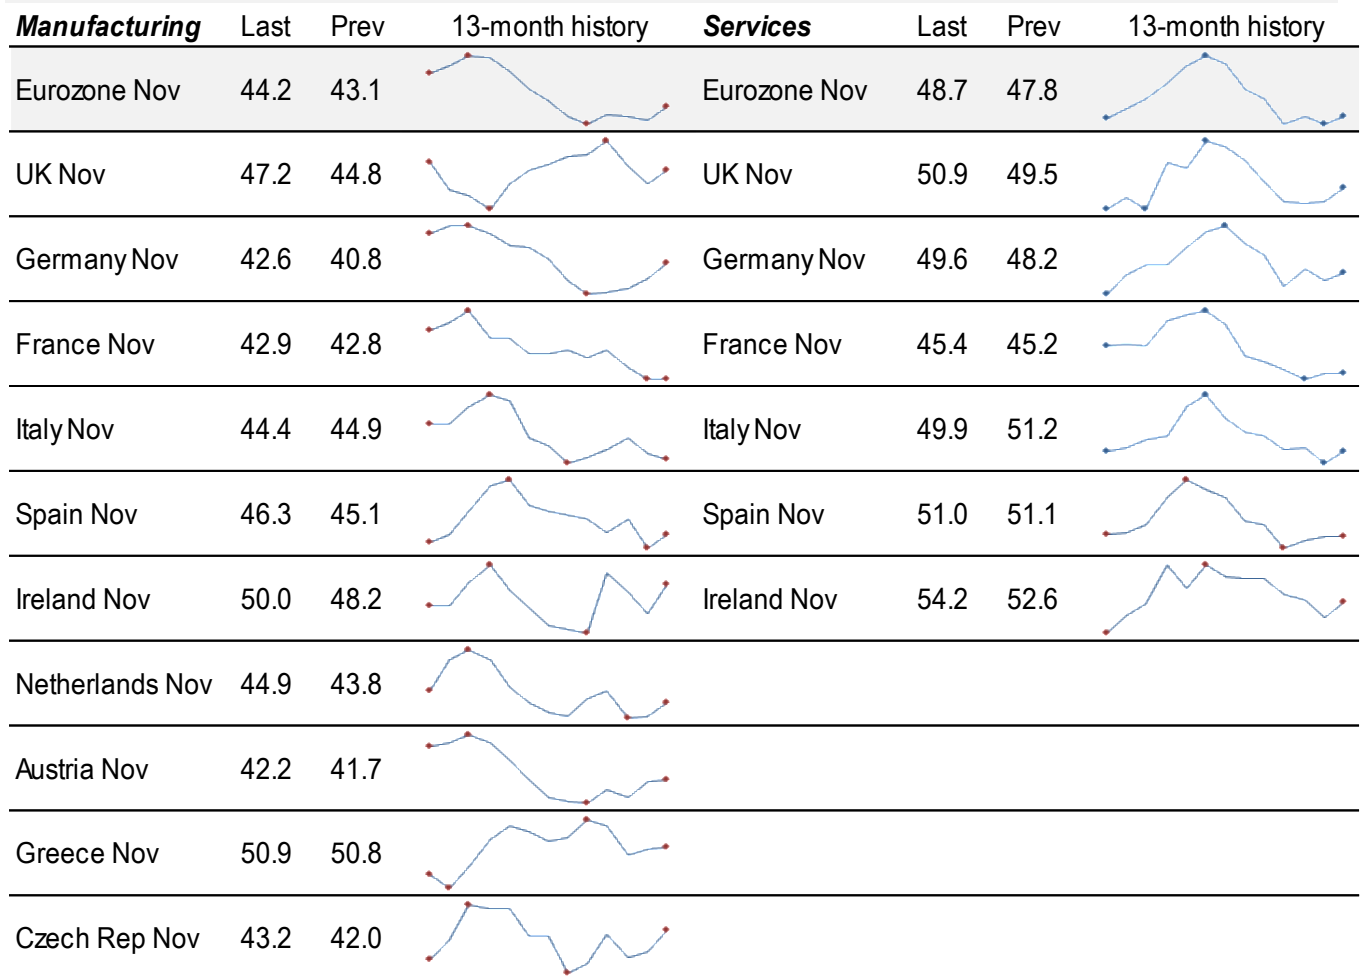 Manufacturing Last Prev 13-month history Services Last Prev 13-month history
Eurozone Nov 44.2 43.1 Eurozone Nov 48.7 47.8
UK Nov 47.2 44.8 UK Nov 50.9 49.5
Germany Nov 42.6 40.8 Germany Nov 49.6 48.2
France Nov 42.9 42.8 France Nov 45.4 45.2
Italy Nov 44.4 44.9 Italy Nov 49.9 51.2
Spain Nov 46.3 45.1 Spain Nov 51.0 51.1
Ireland Nov 50.0 48.2 Ireland Nov 54.2 52.6
Netherlands Nov 44.9 43.8
Austria Nov 42.2 41.7
Greece Nov 50.9 50.8
Czech Rep Nov 43.2 42.0